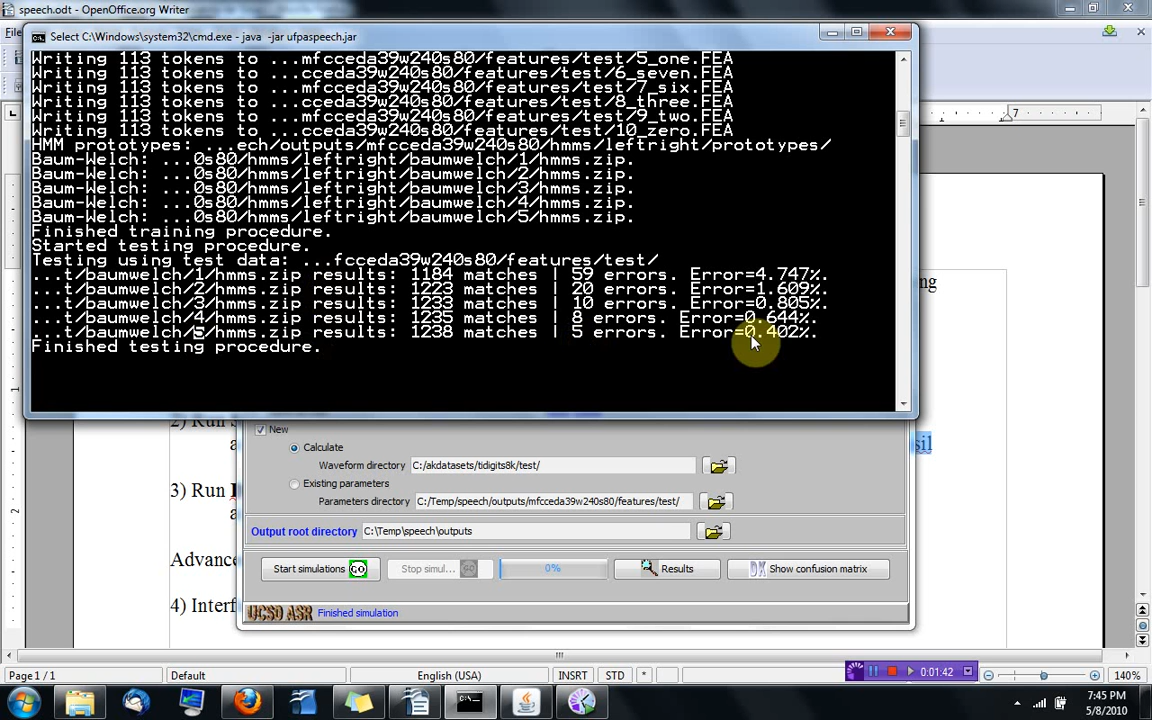 speech.odt - OpenOffice.org Writer
Select C:\Windows\system32\cmd.exe - java -jar ufpaspeech.jar
Writing 113 tokens to ...mfcceda39w240s80/features/test/5_one.FEA
Writing 113 tokens to ...cceda39w240s80/features/test/6_seven.FEA
Writing 113 tokens to ...mfcceda39w240s80/features/test/7_six.FEA
Writing 113 tokens to ...cceda39w240s80/features/test/8_three.FEA
Writing 113 tokens to ...mfcceda39w240s80/features/test/9_two.FEA
Writing 113 tokens to ...cceda39w240s80/features/test/10_zero.FEA
HMM prototypes: ...ech/outputs/mfcceda39w240s80/hmms/leftright/prototypes/
Baum-Welch: ...0s80/hmms/leftright/baumwelch/1/hmms.zip.
Baum-Welch: ...0s80/hmms/leftright/baumwelch/2/hmms.zip.
Baum-Welch: ...0s80/hmms/leftright/baumwelch/3/hmms.zip.
Baum-Welch: ...0s80/hmms/leftright/baumwelch/4/hmms.zip.
Baum-Welch: ...0s80/hmms/leftright/baumwelch/5/hmms.zip.
Finished training procedure.
Started testing procedure.
Testing using test data: ...fcceda39w240s80/features/test/
...t/baumwelch/1/hmms.zip results: 1184 matches | 59 errors. Error=4.747%.
...t/baumwelch/2/hmms.zip results: 1223 matches | 20 errors. Error=1.609%.
...t/baumwelch/3/hmms.zip results: 1233 matches | 10 errors. Error=0.805%.
...t/baumwelch/4/hmms.zip results: 1235 matches | 8 errors. Error=0.644%.
...t/baumwelch/5/hmms.zip results: 1238 matches | 5 errors. Error=0.402%.
Finished testing procedure.
7
1
2
ng
2) Run
a
sil
3) Run
a
Advance
4) Interf
New
Calculate
Waveform directory C:/akdatasets/tidigits8k/test/
Existing parameters
Parameters directory C:/Temp/speech/outputs/mfcceda39w240s80/features/test/
Output root directory C:\Temp\speech\outputs
Start simulations GO Stop simul... GO 0% Results DK Show confusion matrix
UCSD ASR Finished simulation
Page 1 / 1 Default English (USA) INSRT STD * 00:01:42 140%
7:45 PM
5/8/2010